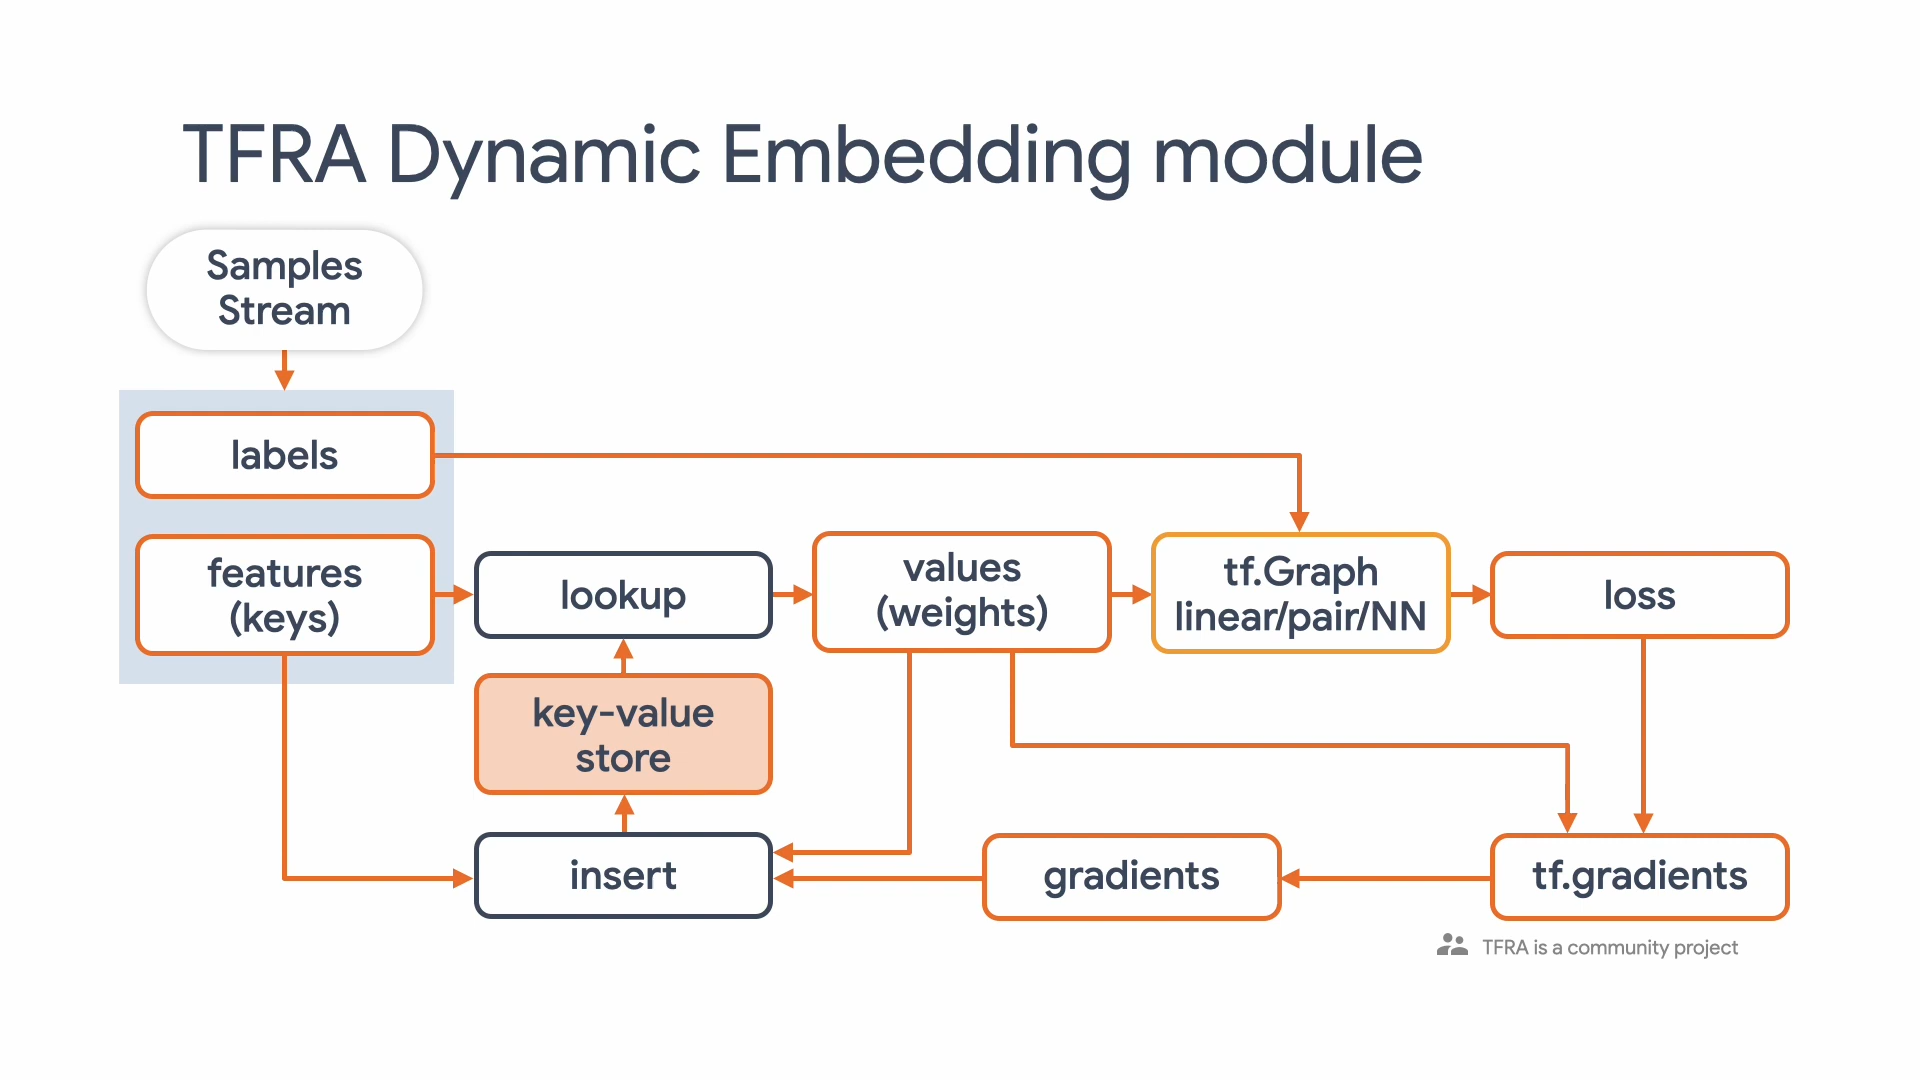 TFRA Dynamic Embedding module
Samples
Stream
labels
features
(keys)
lookup
values
(weights)
tf.Graph
linear/pair/NN
loss
key-value
store
insert
gradients
tf.gradients
TFRA is a community project